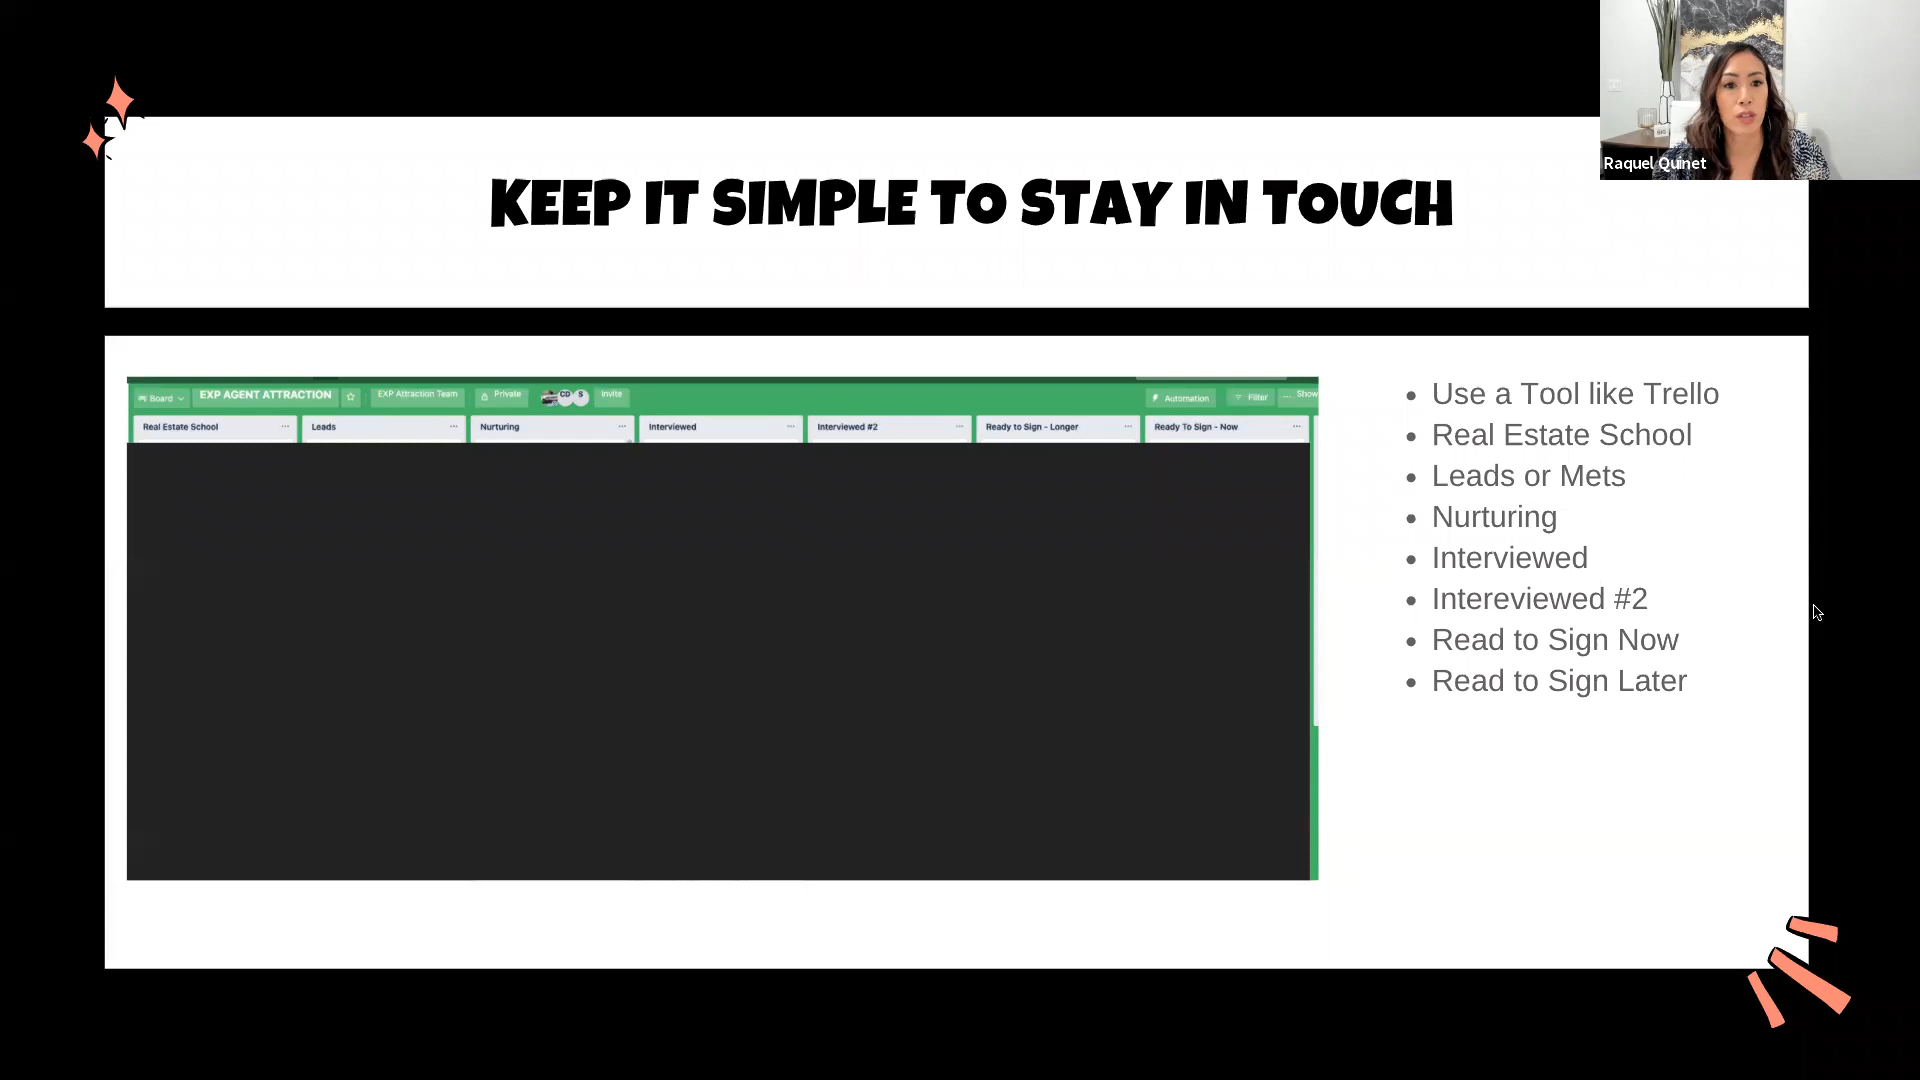 Raquel Quinet
KEEP IT SIMPLE TO STAY IN TOUCH
Board EXP AGENT ATTRACTION EXP Attraction Team Private CD S Invite Automation Filter ... Show
Real Estate School ... Leads ... Nurturing ... Interviewed ... Interviewed #2 ... Ready to Sign - Longer ... Ready To Sign - Now ...
• Use a Tool like Trello
• Real Estate School
• Leads or Mets
• Nurturing
• Interviewed
• Intereviewed #2
• Read to Sign Now
• Read to Sign Later